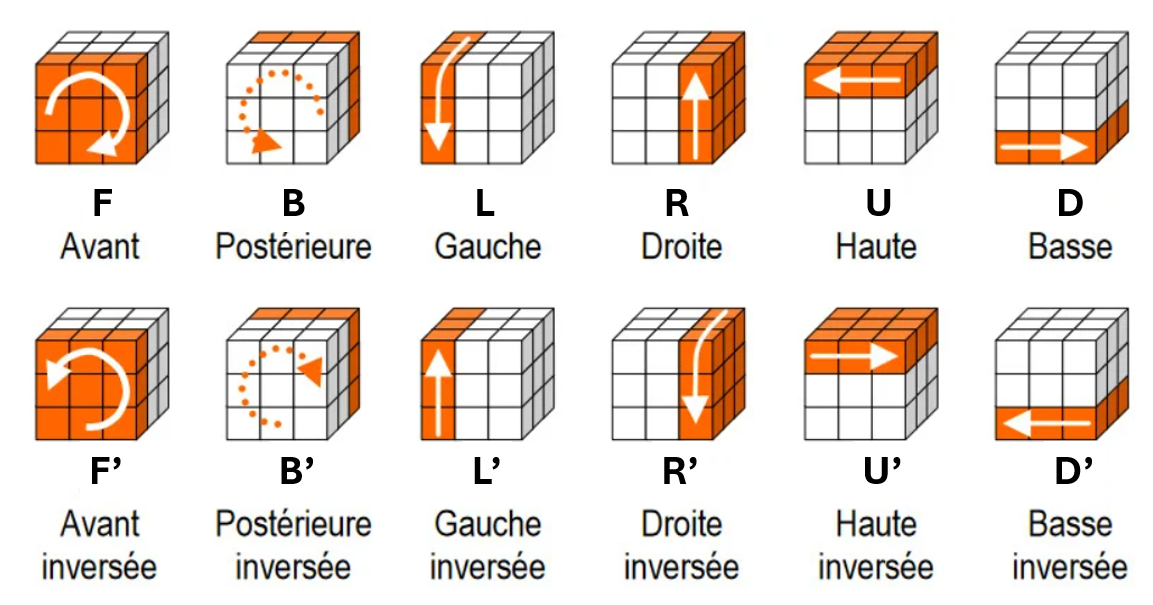 F B L R U D
Avant Postérieure Gauche Droite Haute Basse
F’ B’ L’ R’ U’ D’
Avant Postérieure Gauche Droite Haute Basse
inversée inversée inversée inversée inversée inversée